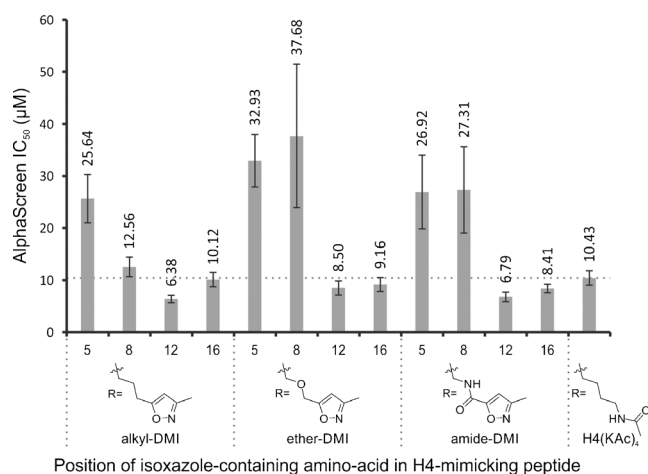 AlphaScreen IC50 (µM)
60
50
40
30
20
10
0
25.64
12.56
6.38
10.12
32.93
37.68
8.50
9.16
26.92
27.31
6.79
8.41
10.43
5 8 12 16 5 8 12 16 5 8 12 16
R= O N
alkyl-DMI
R= O O N
ether-DMI
R= NH O O N
amide-DMI
R= HN O
H4(KAc)4
Position of isoxazole-containing amino-acid in H4-mimicking peptide